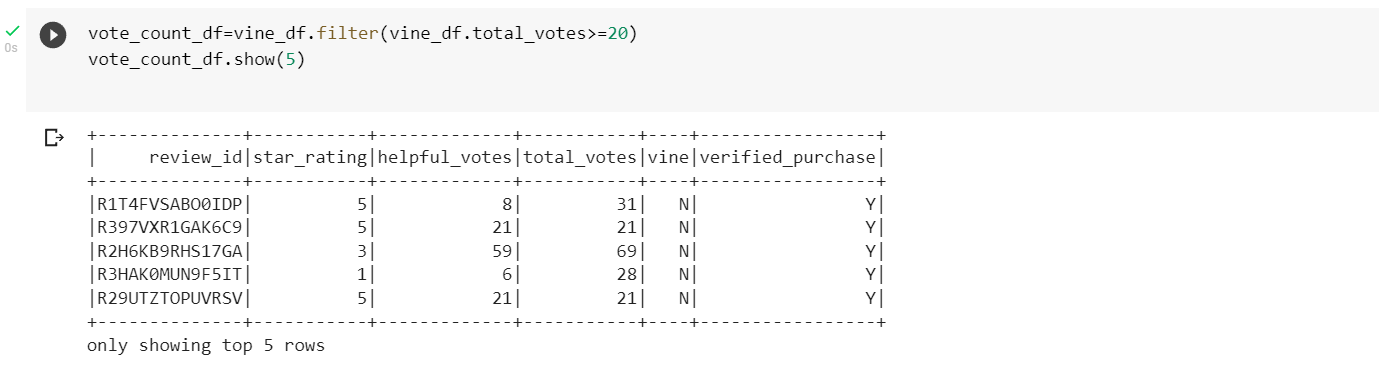 vote_count_df=vine_df.filter(vine_df.total_votes>=20)
0s
vote_count_df.show(5)
+--------------+-----------+-------------+-----------+----+-----------------+
|     review_id|star_rating|helpful_votes|total_votes|vine|verified_purchase|
+--------------+-----------+-------------+-----------+----+-----------------+
|R1T4FVSABO0IDP|          5|            8|         31|   N|                Y|
|R397VXR1GAK6C9|          5|           21|         21|   N|                Y|
|R2H6KB9RHS17GA|          3|           59|         69|   N|                Y|
|R3HAK0MUN9F5IT|          1|            6|         28|   N|                Y|
|R29UTZTOPUVRSV|          5|           21|         21|   N|                Y|
+--------------+-----------+-------------+-----------+----+-----------------+
only showing top 5 rows